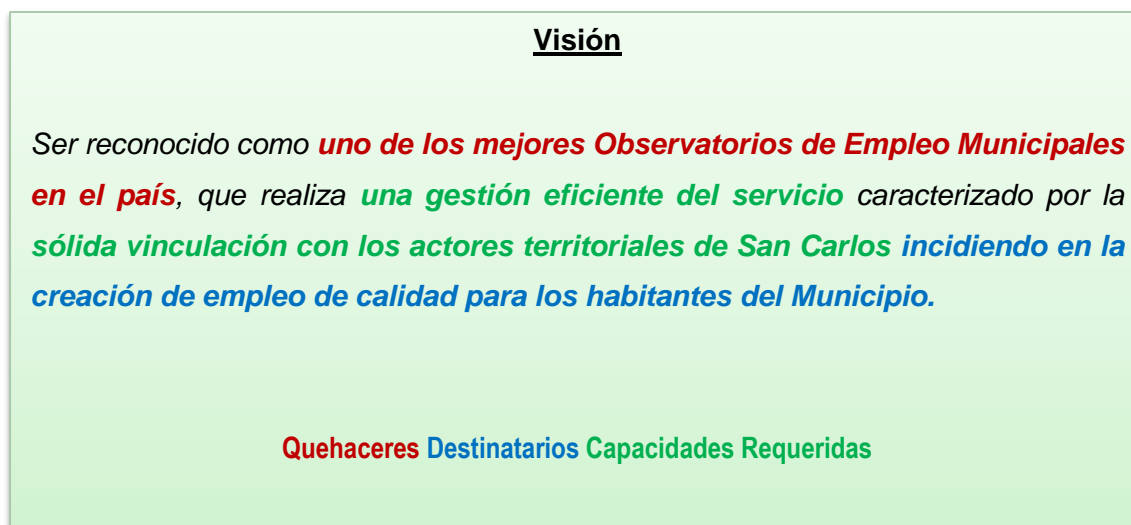 Visión
Ser reconocido como uno de los mejores Observatorios de Empleo Municipales
en el país, que realiza una gestión eficiente del servicio caracterizado por la
sólida vinculación con los actores territoriales de San Carlos incidiendo en la
creación de empleo de calidad para los habitantes del Municipio.
Quehaceres Destinatarios Capacidades Requeridas